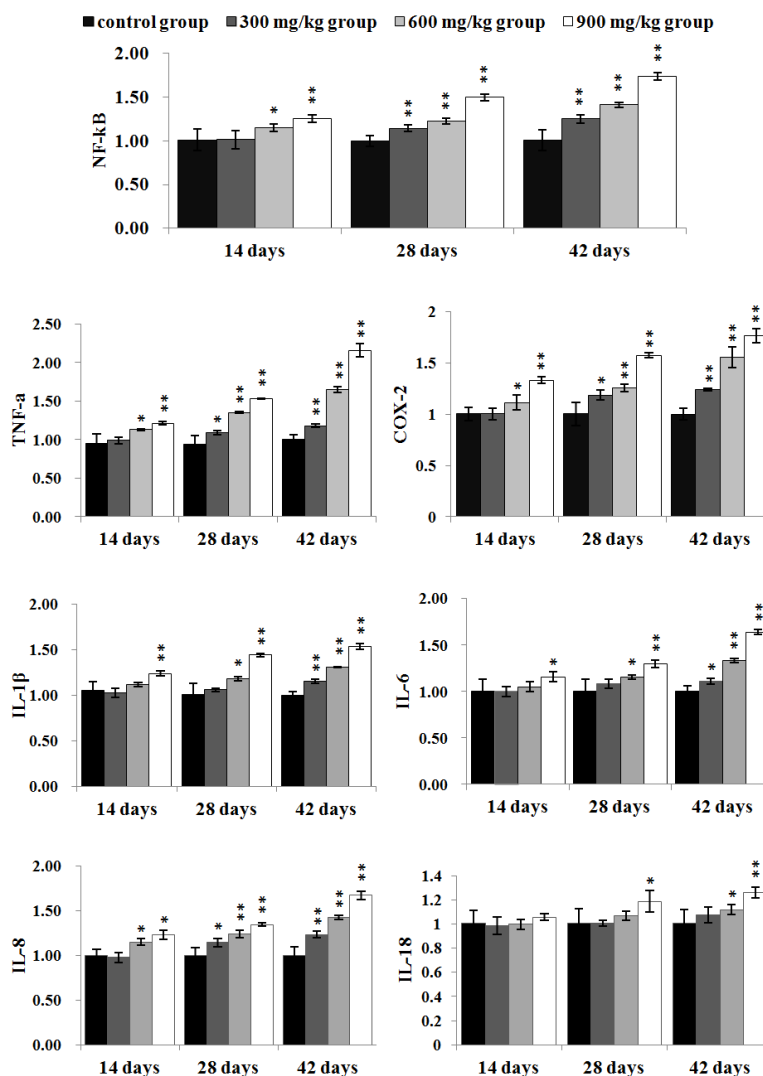 control group 300 mg/kg group 600 mg/kg group 900 mg/kg group
NF-kB
2.00
1.50
1.00
0.50
0.00
* ** ** ** ** ** ** **
14 days 28 days 42 days
TNF-a
2.50
2.00
1.50
1.00
0.50
0.00
* ** * ** ** ** ** **
14 days 28 days 42 days
COX-2
2
1.5
1
0.5
0
* ** * ** ** ** ** **
14 days 28 days 42 days
IL-1β
2.00
1.50
1.00
0.50
0.00
** * ** ** ** **
14 days 28 days 42 days
IL-6
2.00
1.50
1.00
0.50
0.00
* * ** * ** **
14 days 28 days 42 days
IL-8
2.00
1.50
1.00
0.50
0.00
* * * ** ** ** ** **
14 days 28 days 42 days
IL-18
1.4
1.2
1
0.8
0.6
0.4
0.2
0
* * **
14 days 28 days 42 days